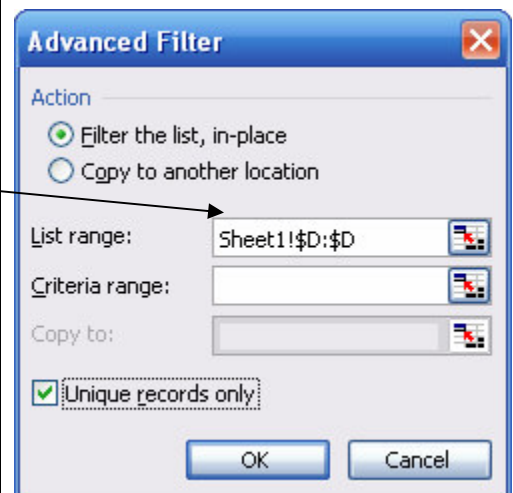 Advanced Filter
Action
Filter the list, in-place
Copy to another location
List range: Sheet1!$D:$D
Criteria range:
Copy to:
Unique records only
OK Cancel